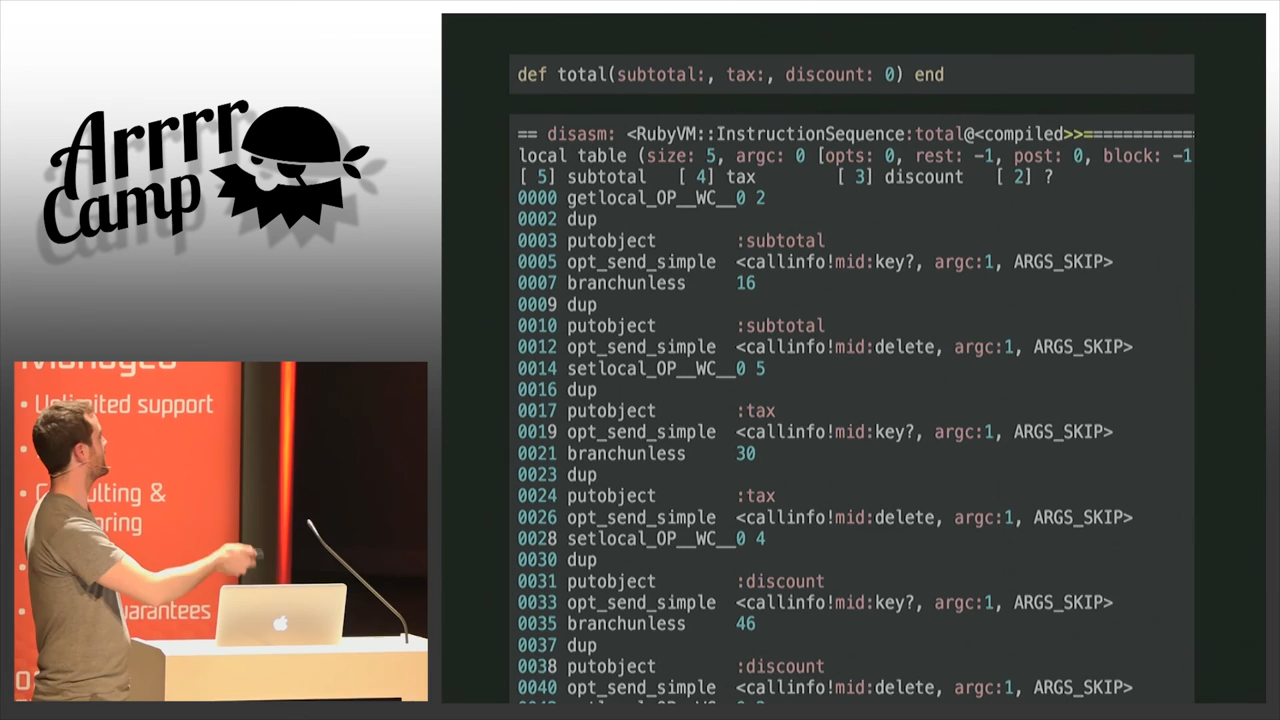 Arrrr
Camp
Managed
• Unlimited support
guarantees
def total(subtotal:, tax:, discount: 0) end
== disasm: <RubyVM::InstructionSequence:total@<compiled>>=============
local table (size: 5, argc: 0 [opts: 0, rest: -1, post: 0, block: -1
[ 5] subtotal   [ 4] tax        [ 3] discount   [ 2] ?
0000 getlocal_OP__WC__0 2
0002 dup
0003 putobject        :subtotal
0005 opt_send_simple  <callinfo!mid:key?, argc:1, ARGS_SKIP>
0007 branchunless     16
0009 dup
0010 putobject        :subtotal
0012 opt_send_simple  <callinfo!mid:delete, argc:1, ARGS_SKIP>
0014 setlocal_OP__WC__0 5
0016 dup
0017 putobject        :tax
0019 opt_send_simple  <callinfo!mid:key?, argc:1, ARGS_SKIP>
0021 branchunless     30
0023 dup
0024 putobject        :tax
0026 opt_send_simple  <callinfo!mid:delete, argc:1, ARGS_SKIP>
0028 setlocal_OP__WC__0 4
0030 dup
0031 putobject        :discount
0033 opt_send_simple  <callinfo!mid:key?, argc:1, ARGS_SKIP>
0035 branchunless     46
0037 dup
0038 putobject        :discount
0040 opt_send_simple  <callinfo!mid:delete, argc:1, ARGS_SKIP>